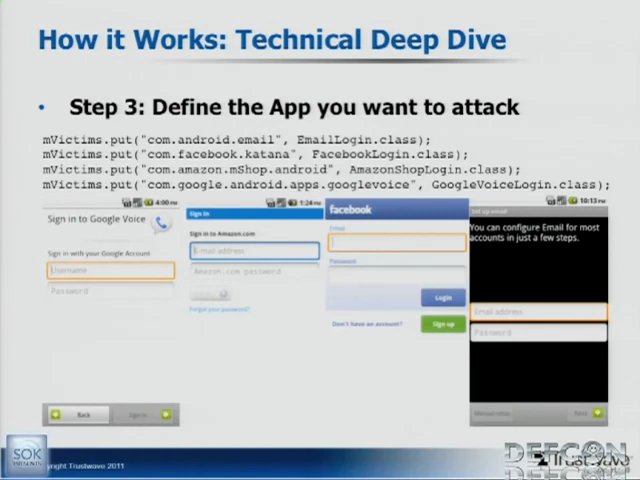 How it Works: Technical Deep Dive
• Step 3: Define the App you want to attack
mVictims.put("com.android.email", EmailLogin.class);
mVictims.put("com.facebook.katana", FacebookLogin.class);
mVictims.put("com.amazon.mShop.android", AmazonShopLogin.class);
mVictims.put("com.google.android.apps.googlevoice", GoogleVoiceLogin.class);
4:00 PM
Sign in to Google Voice
Sign in with your Google Account
Username
Password
Back
Sign in
1:24 PM
Sign In
Sign in to Amazon.com
E-mail address
Amazon.com password
Forgot your password?
facebook
Email
Password
Login
Don't have an account?
Sign up
10:13 PM
Set up email
You can configure Email for most
accounts in just a few steps.
Email address
Password
Manual setup
Next
SOK
PRESENTS
Copyright Trustwave 2011
DEFCON
Trustwave